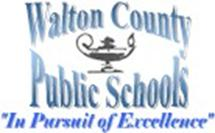 Walton County
Public Schools
"In Pursuit of Excellence"